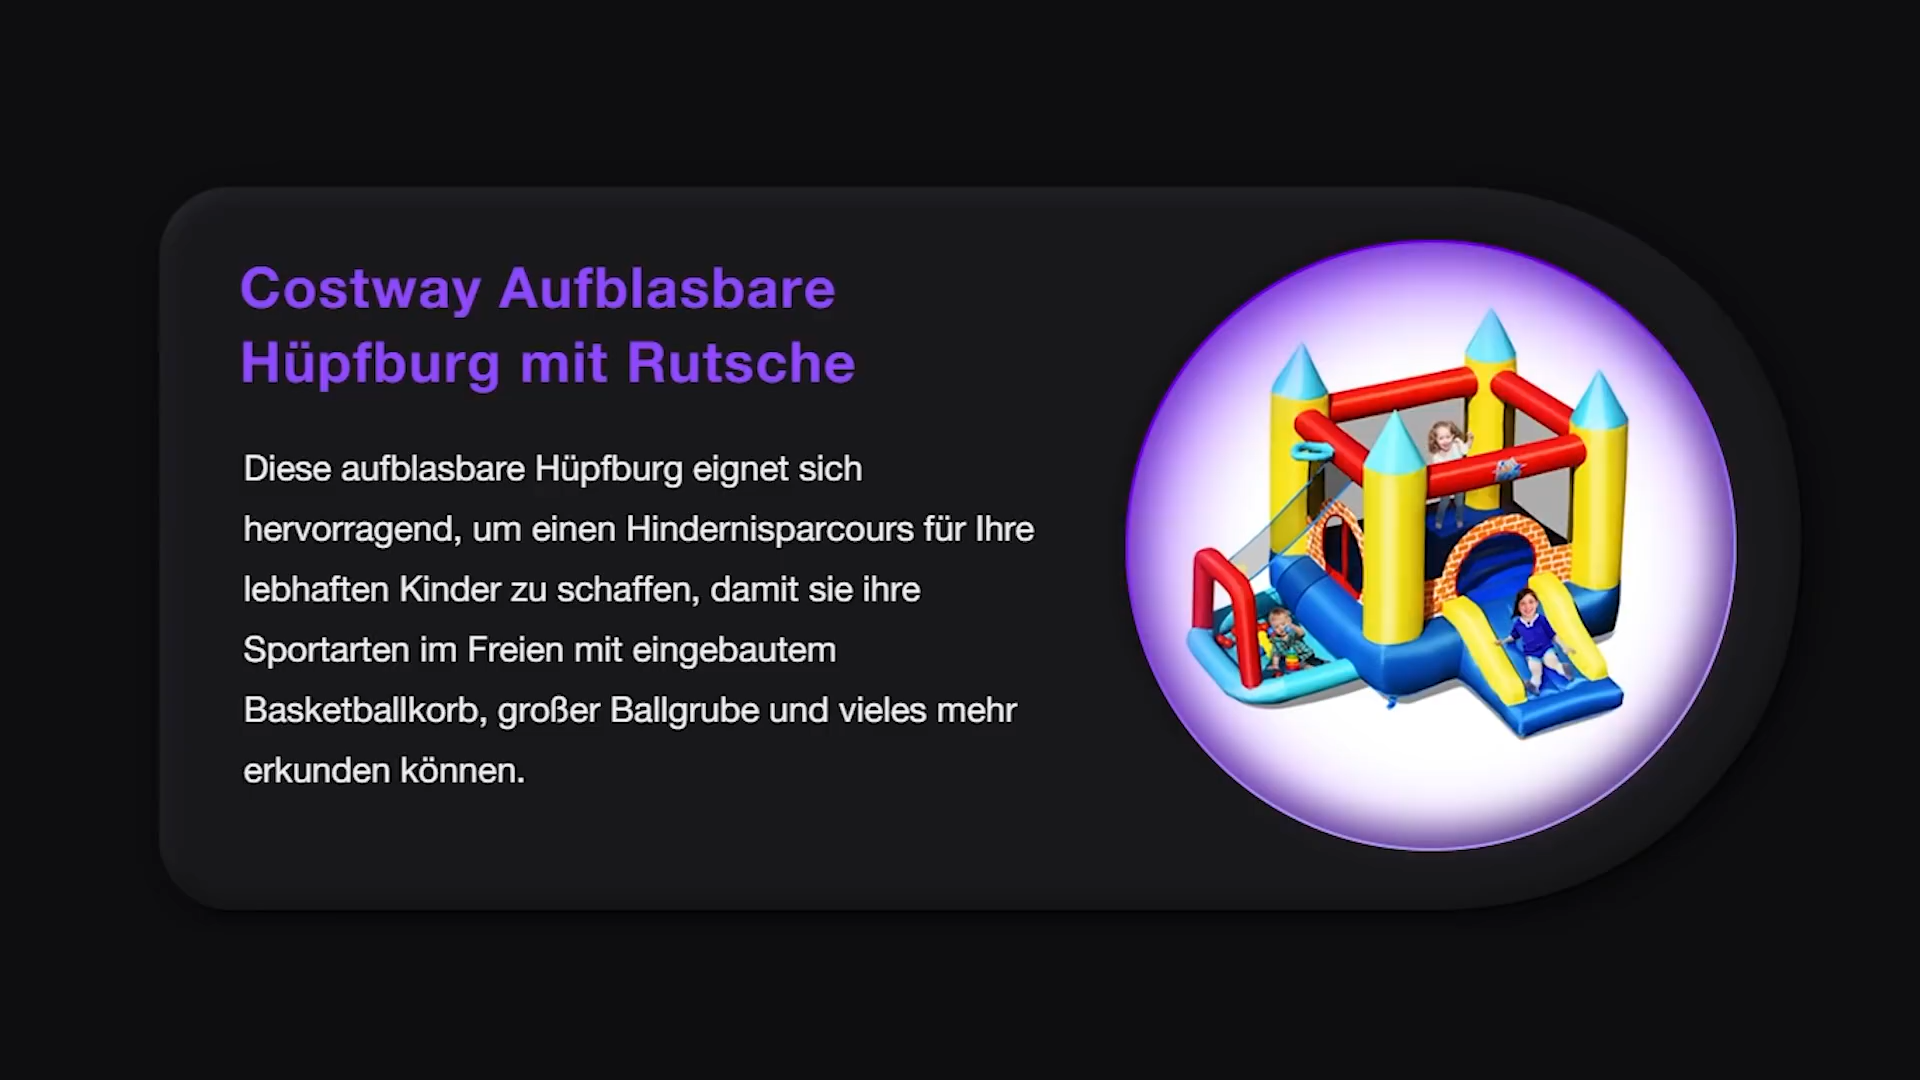 Costway Aufblasbare
Hüpfburg mit Rutsche
Diese aufblasbare Hüpfburg eignet sich
hervorragend, um einen Hindernisparcours für Ihre
lebhaften Kinder zu schaffen, damit sie ihre
Sportarten im Freien mit eingebautem
Basketballkorb, großer Ballgrube und vieles mehr
erkunden können.